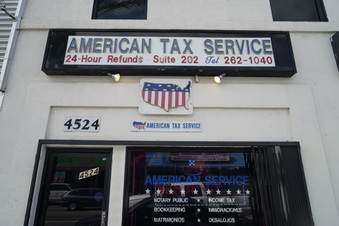 AMERICAN TAX SERVICE
24-Hour Refunds Suite 202 Tel 262-1040
4524
AMERICAN TAX SERVICE
4524
AMERICAN SERVICE
NOTARY PUBLIC ★ INCOME TAX
BOOKKEEPING ★ INMIGRACIONES
MATRIMONIOS ★ DESALOJOS